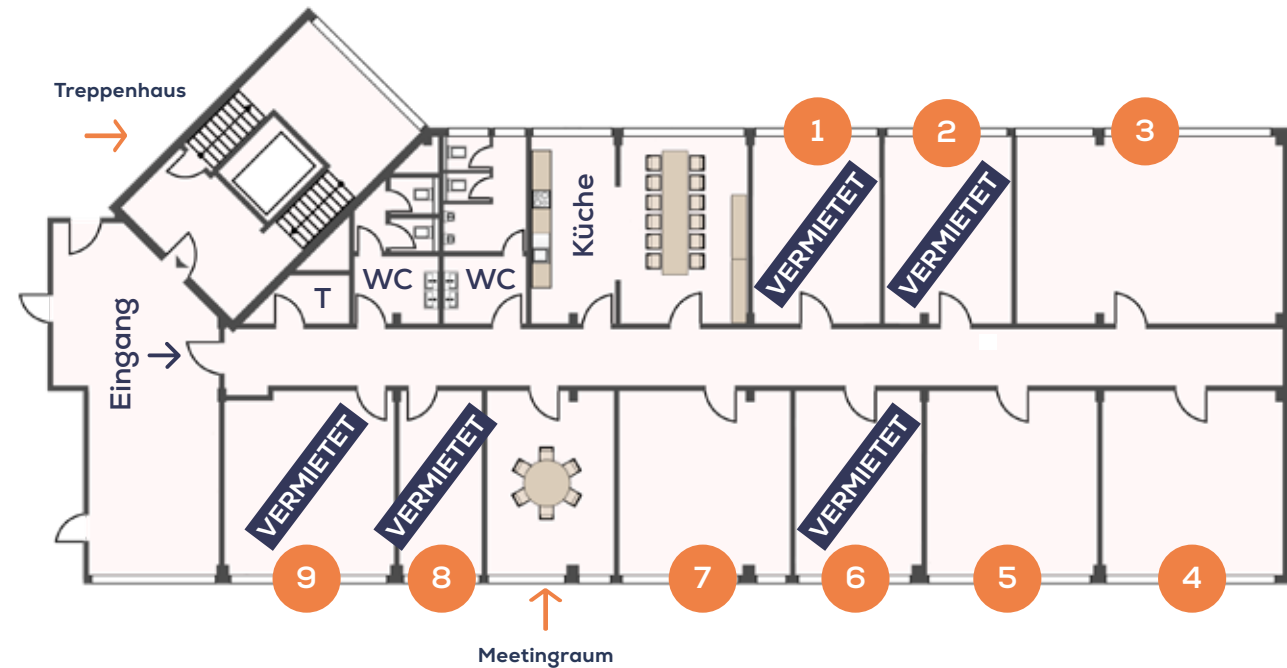 Treppenhaus
1
2
3
VERMIETET
VERMIETET
Küche
WC
WC
T
Eingang
VERMIETET
VERMIETET
VERMIETET
9
8
7
6
5
4
Meetingraum